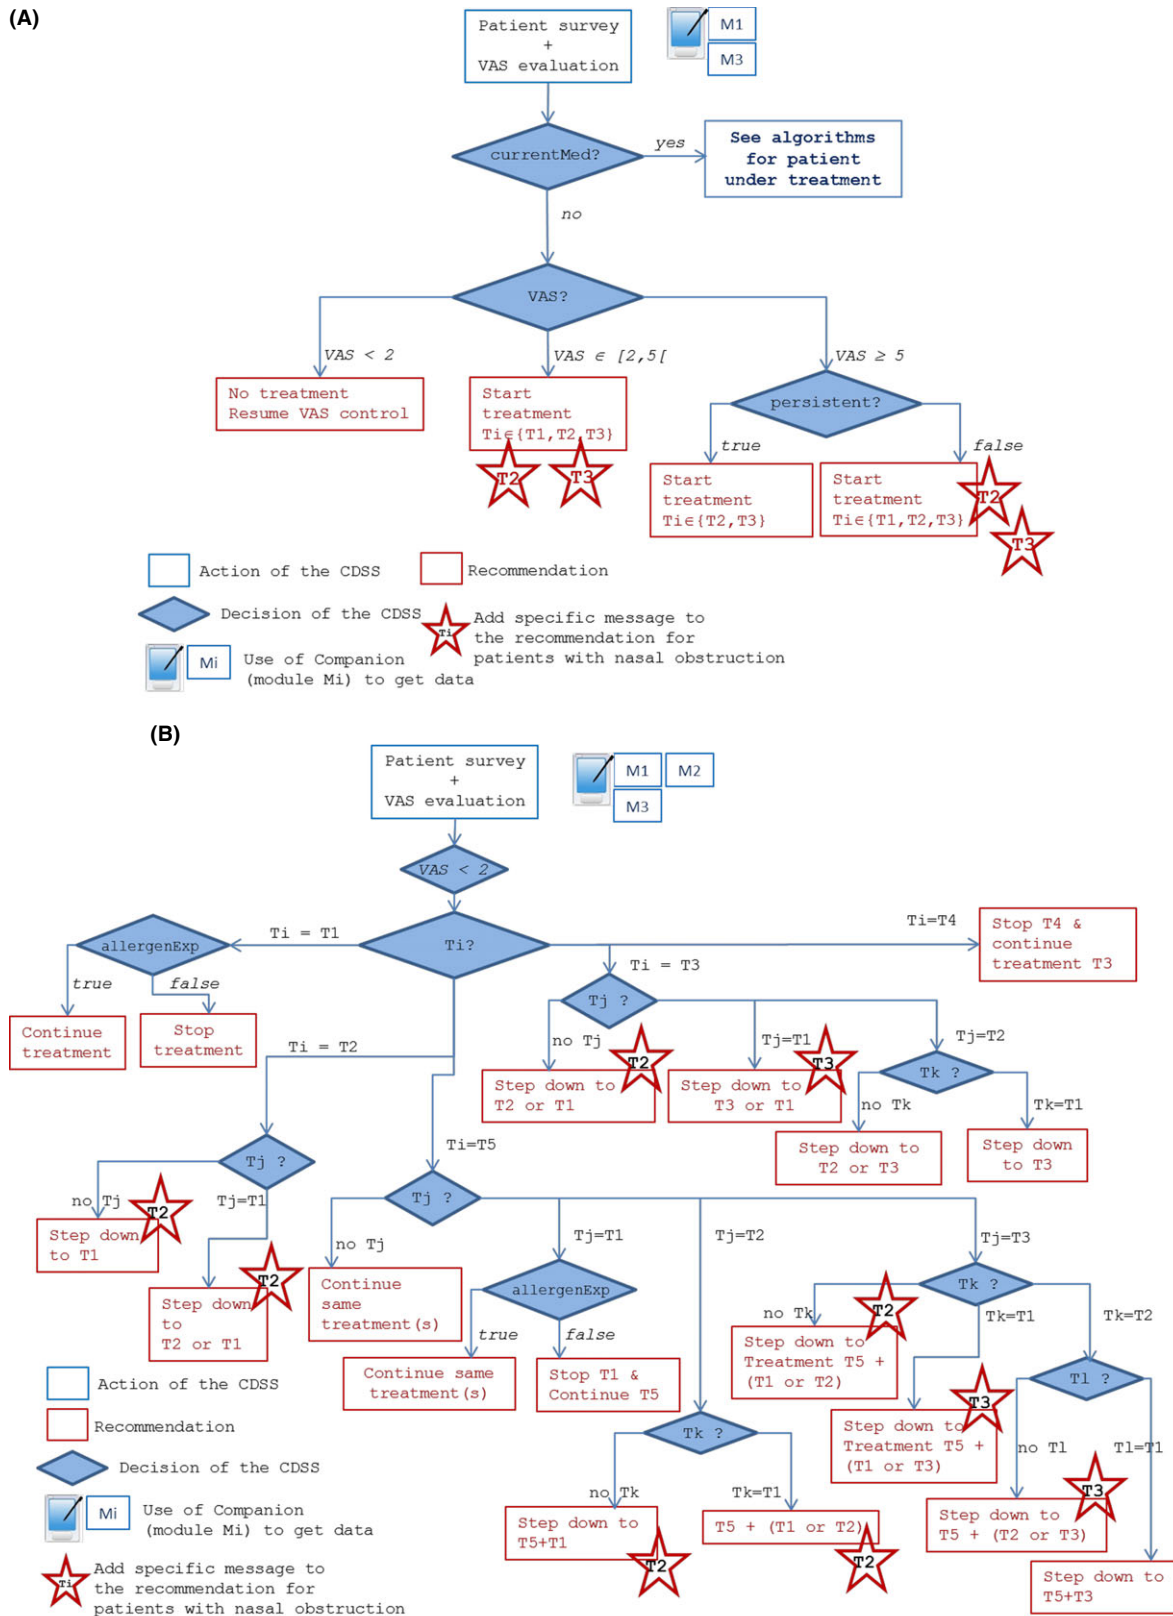 (A)
Patient survey
+
VAS evaluation
M1
M3
currentMed?
yes
See algorithms
for patient
under treatment
no
VAS?
VAS < 2
VAS ∈ [2,5[
VAS ≥ 5
No treatment
Resume VAS control
Start
treatment
Ti∈{T1,T2,T3}
T2
T3
persistent?
true
false
Start
treatment
Ti∈{T2,T3}
Start
treatment
Ti∈{T1,T2,T3}
T2
T3
Action of the CDSS
Recommendation
Decision of the CDSS
Ti
Add specific message to
the recommendation for
patients with nasal obstruction
Mi
Use of Companion
(module Mi) to get data
(B)
Patient survey
+
VAS evaluation
M1
M2
M3
VAS < 2
Ti?
Ti = T1
allergenExp
true
false
Continue
treatment
Stop
treatment
Ti=T4
Stop T4 &
continue
treatment T3
Ti = T3
Tj ?
no Tj
T2
Step down to
T2 or T1
Tj=T1
T3
Step down to
T3 or T1
Tj=T2
Tk ?
no Tk
Tk=T1
Step down to
T2 or T3
Step down
to T3
Ti = T2
Tj ?
no Tj
T2
Step down
to T1
Tj=T1
T2
Step down
to
T2 or T1
Ti=T5
Tj ?
no Tj
Continue
same
treatment(s)
Tj=T1
allergenExp
true
false
Continue same
treatment(s)
Stop T1 &
Continue T5
Tj=T2
Tk ?
no Tk
Tk=T1
Step down to
T5+T1
T2
T5 + (T1 or T2)
T2
Tj=T3
Tk ?
no Tk
T2
Step down to
Treatment T5 +
(T1 or T2)
Tk=T1
T3
Step down to
Treatment T5 +
(T1 or T3)
Tk=T2
Tl ?
no Tl
Tl=T1
T3
Step down to
T5 + (T2 or T3)
Step down to
T5+T3
Action of the CDSS
Recommendation
Decision of the CDSS
Mi
Use of Companion
(module Mi) to get data
Ti
Add specific message to
the recommendation for
patients with nasal obstruction